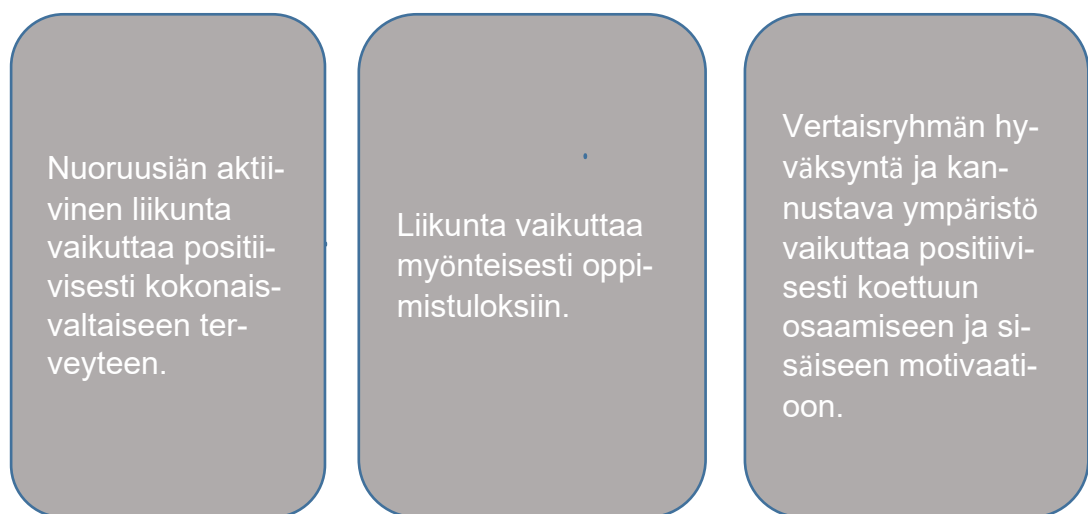 Nuoruusiän aktii-
vinen liikunta
vaikuttaa positii-
visesti kokonais-
valtaiseen ter-
veyteen.
Liikunta vaikuttaa
myönteisesti oppi-
mistuloksiin.
Vertaisryhmän hy-
väksyntä ja kan-
nustava ympäristö
vaikuttaa positiivi-
sesti koettuun
osaamiseen ja si-
säiseen motivaati-
oon.